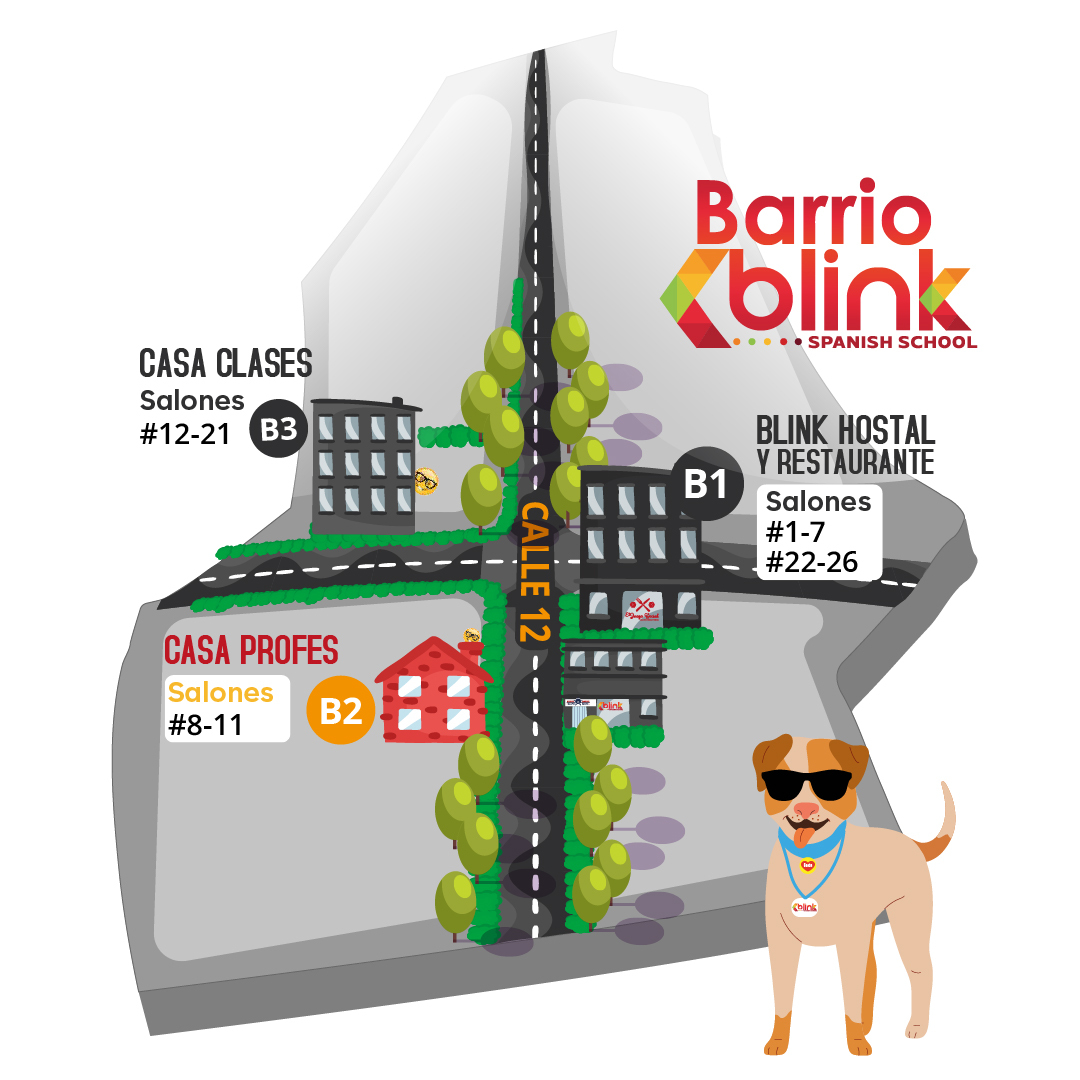 Barrio
blink
SPANISH SCHOOL
CASA CLASES
Salones
#12-21
B3
BLINK HOSTAL
Y RESTAURANTE
B1
Salones
#1-7
#22-26
CALLE 12
CASA PROFES
Salones
#8-11
B2
blink
blink